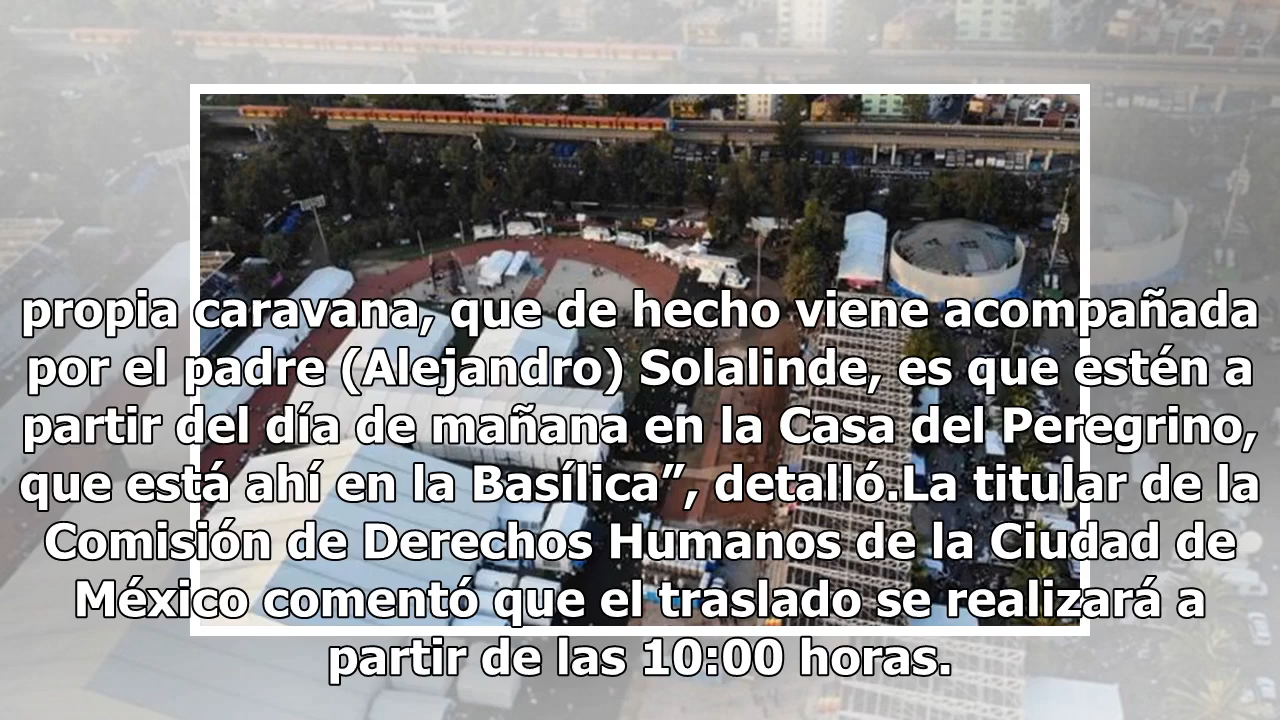 propia caravana, que de hecho viene acompañada
por el padre (Alejandro) Solalinde, es que estén a
partir del día de mañana en la Casa del Peregrino,
que está ahí en la Basílica”, detalló.La titular de la
Comisión de Derechos Humanos de la Ciudad de
México comentó que el traslado se realizará a
partir de las 10:00 horas.